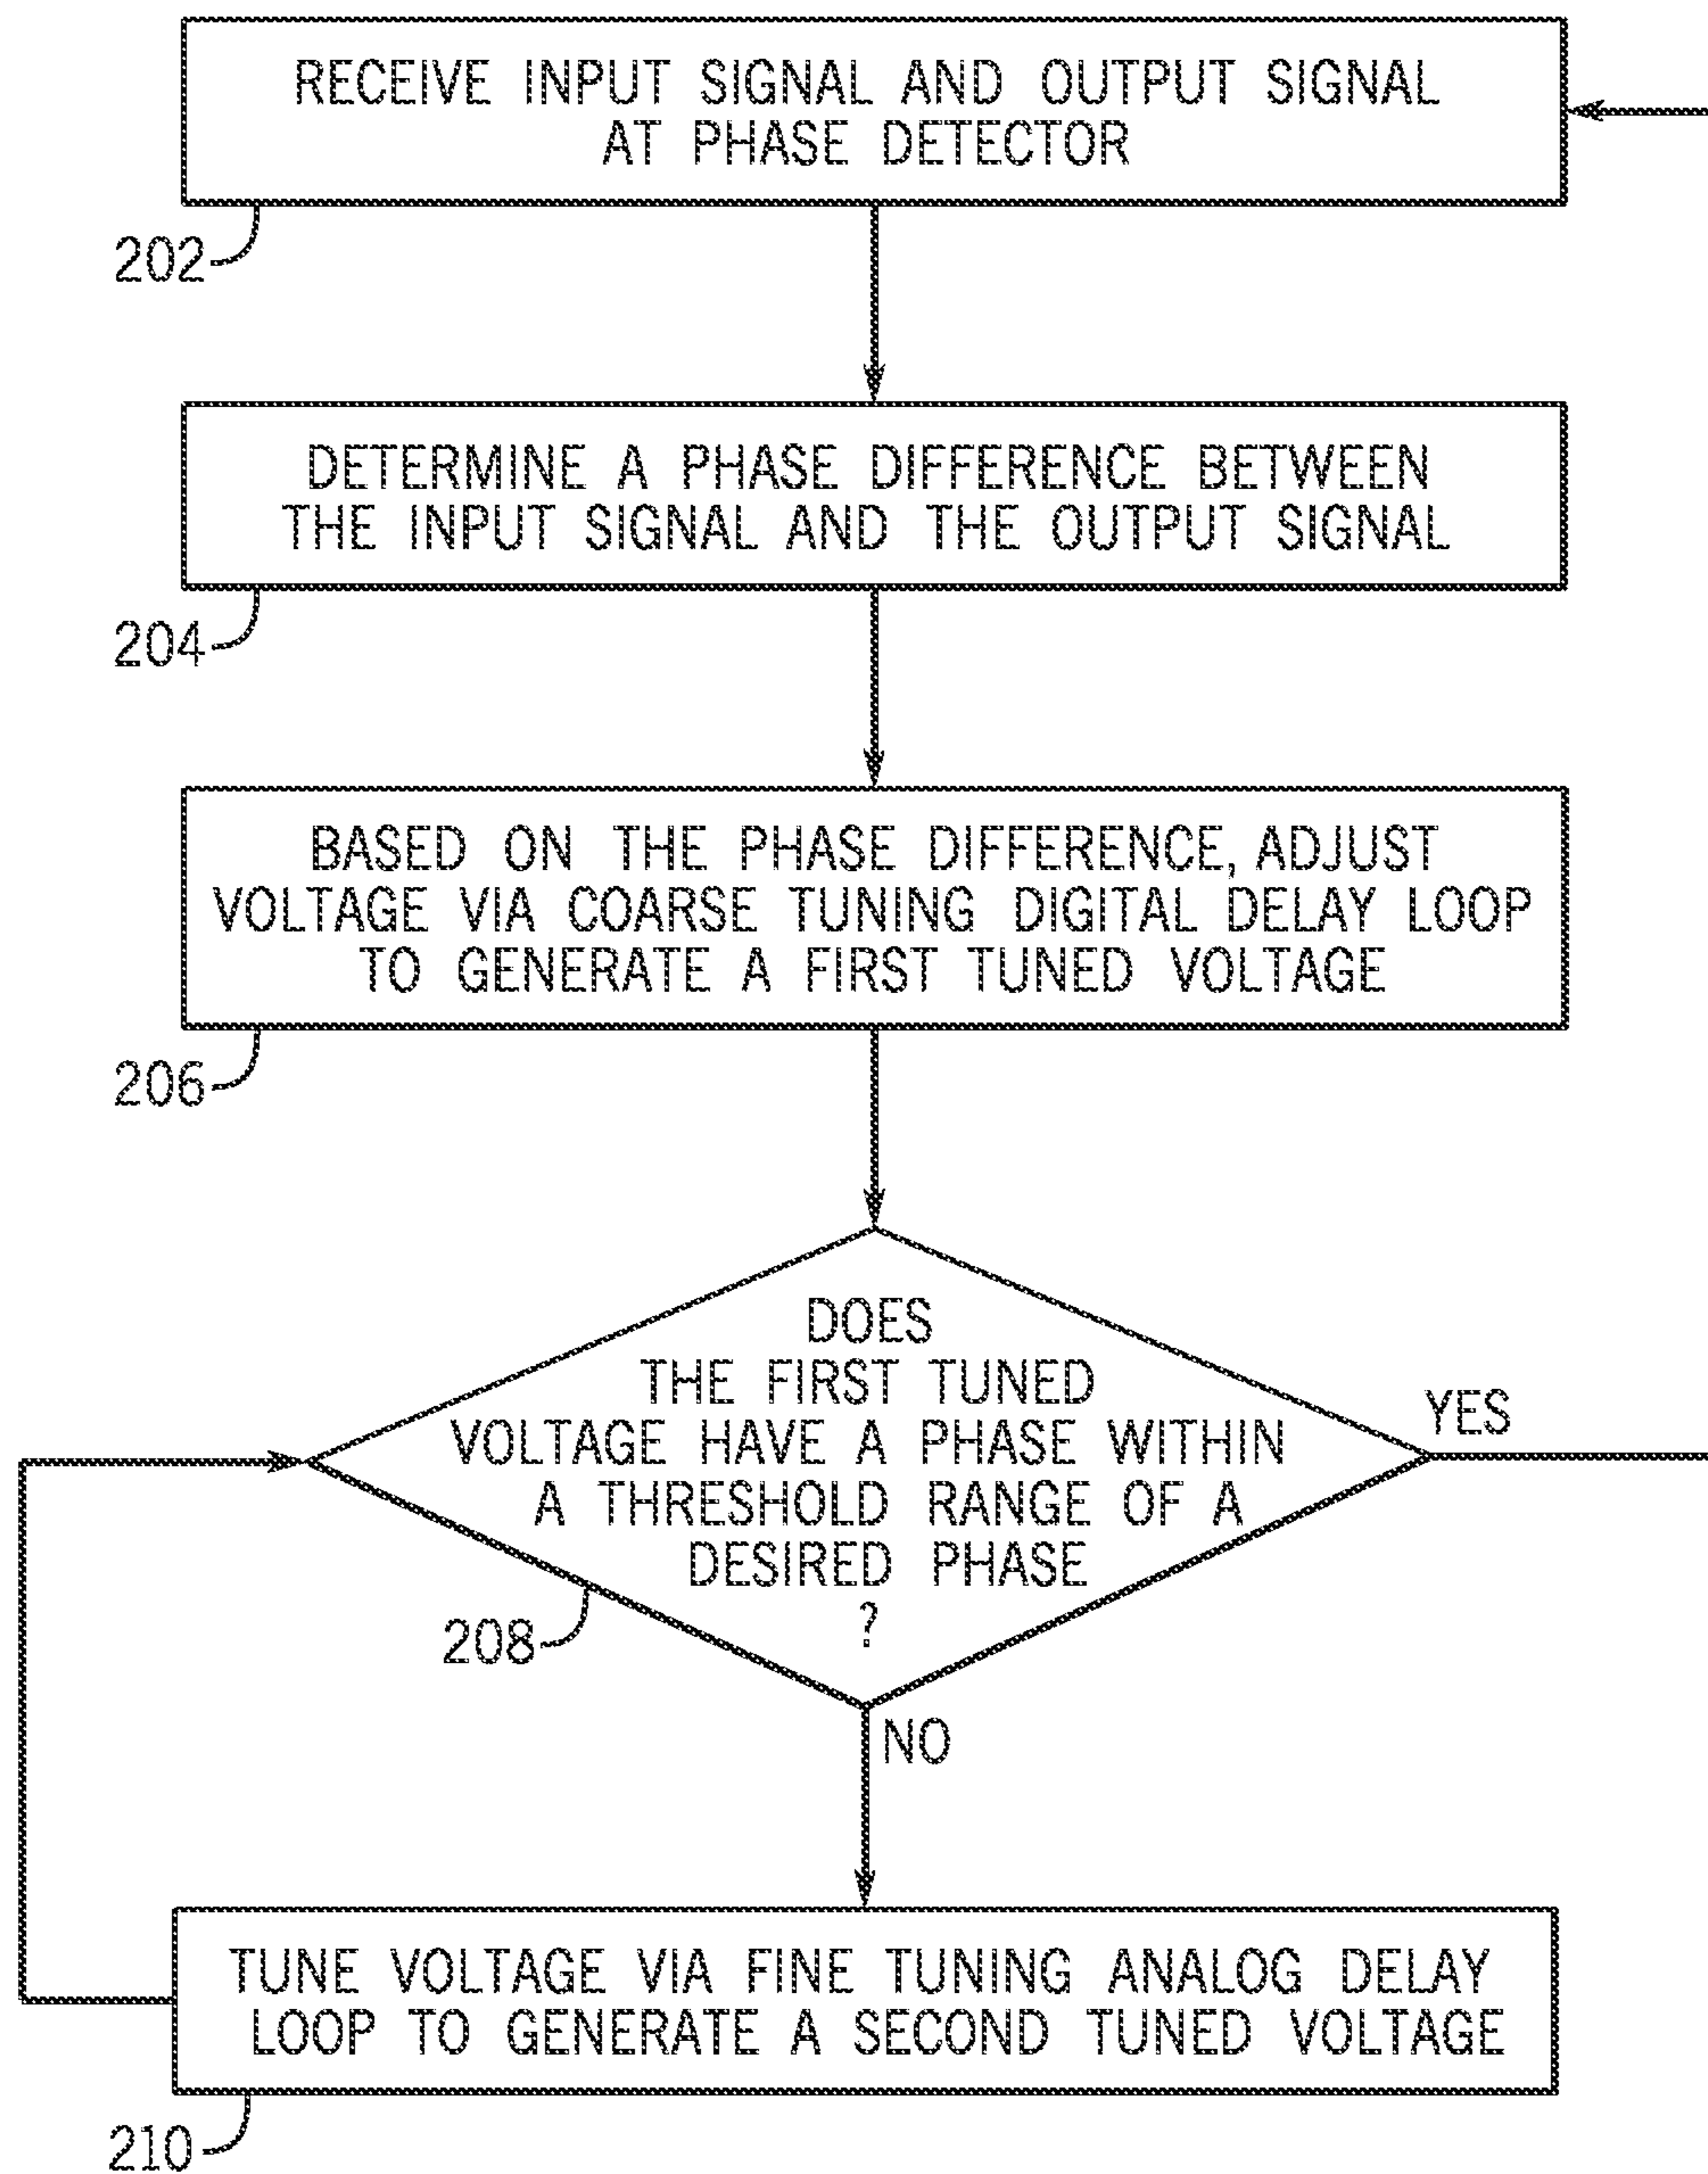 RECEIVE INPUT SIGNAL AND OUTPUT SIGNAL
AT PHASE DETECTOR
202
DETERMINE A PHASE DIFFERENCE BETWEEN
THE INPUT SIGNAL AND THE OUTPUT SIGNAL
204
BASED ON THE PHASE DIFFERENCE, ADJUST
VOLTAGE VIA COARSE TUNING DIGITAL DELAY LOOP
TO GENERATE A FIRST TUNED VOLTAGE
206
DOES
THE FIRST TUNED
VOLTAGE HAVE A PHASE WITHIN
A THRESHOLD RANGE OF A
DESIRED PHASE
?
YES
208
NO
TUNE VOLTAGE VIA FINE TUNING ANALOG DELAY
LOOP TO GENERATE A SECOND TUNED VOLTAGE
210